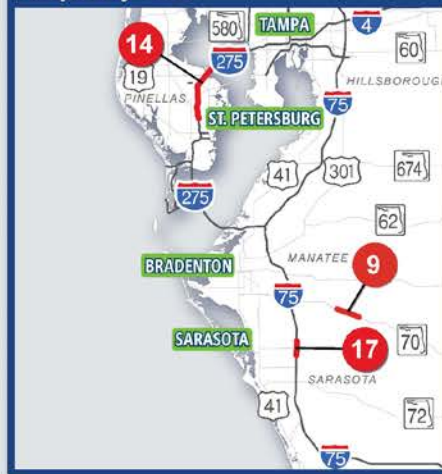 580
TAMPA
4
14
275
60
19
HILLSBOROUG
PINELLAS
75
ST. PETERSBURG
41
301
674
275
62
MANATEE
9
BRADENTON
75
SARASOTA
17
70
SARASOTA
41
72
75